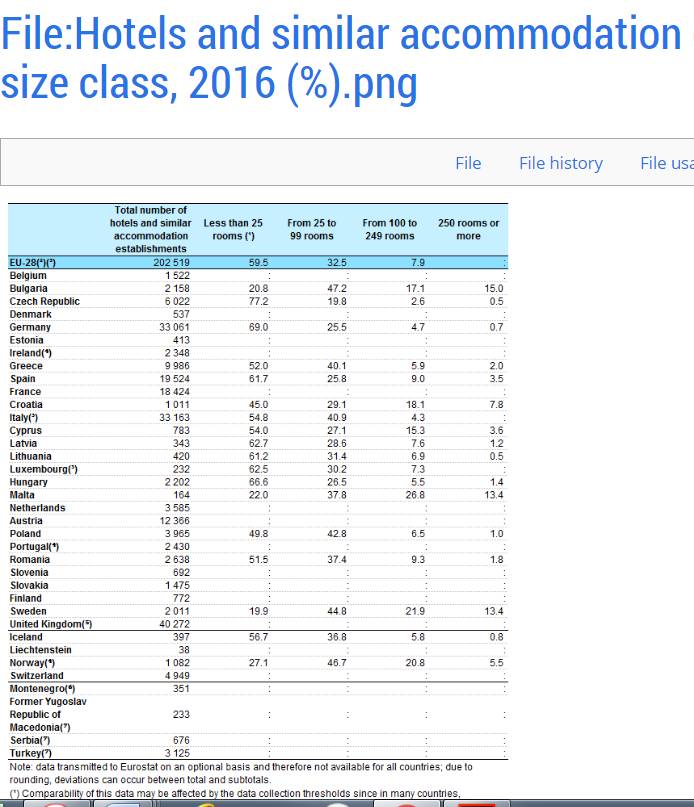 File:Hotels and similar accommodation
size class, 2016 (%).png
File File history File usa
Total number of
hotels and similar Less than 25 From 25 to From 100 to 250 rooms or
accommodation rooms (¹) 99 rooms 249 rooms more
establishments
EU-28(²)(³) 202 519 59.5 32.5 7.9 :
Belgium 1 522 : : : :
Bulgaria 2 158 20.8 47.2 17.1 15.0
Czech Republic 6 022 77.2 19.8 2.6 0.5
Denmark 537 : : : :
Germany 33 061 69.0 25.5 4.7 0.7
Estonia 413 : : : :
Ireland(⁴) 2 348 : : : :
Greece 9 986 52.0 40.1 5.9 2.0
Spain 19 524 61.7 25.8 9.0 3.5
France 18 424 : : : :
Croatia 1 011 45.0 29.1 18.1 7.8
Italy(³) 33 163 54.8 40.9 4.3 :
Cyprus 783 54.0 27.1 15.3 3.6
Latvia 343 62.7 28.6 7.6 1.2
Lithuania 420 61.2 31.4 6.9 0.5
Luxembourg(³) 232 62.5 30.2 7.3 :
Hungary 2 202 66.6 26.5 5.5 1.4
Malta 164 22.0 37.8 26.8 13.4
Netherlands 3 585 : : : :
Austria 12 366 : : : :
Poland 3 965 49.8 42.8 6.5 1.0
Portugal(⁴) 2 430 : : : :
Romania 2 638 51.5 37.4 9.3 1.8
Slovenia 692 : : : :
Slovakia 1 475 : : : :
Finland 772 : : : :
Sweden 2 011 19.9 44.8 21.9 13.4
United Kingdom(⁵) 40 272 : : : :
Iceland 397 56.7 36.8 5.8 0.8
Liechtenstein 38 : : : :
Norway(⁴) 1 082 27.1 46.7 20.8 5.5
Switzerland 4 949 : : : :
Montenegro(⁶) 351 : : : :
Former Yugoslav
Republic of 233 : : : :
Macedonia(⁷)
Serbia(⁷) 676 : : : :
Turkey(⁷) 3 125 : : : :
Note: data transmitted to Eurostat on an optional basis and therefore not available for all countries; due to
rounding, deviations can occur between total and subtotals.
(¹) Comparability of this data may be affected by the data collection thresholds since in many countries,